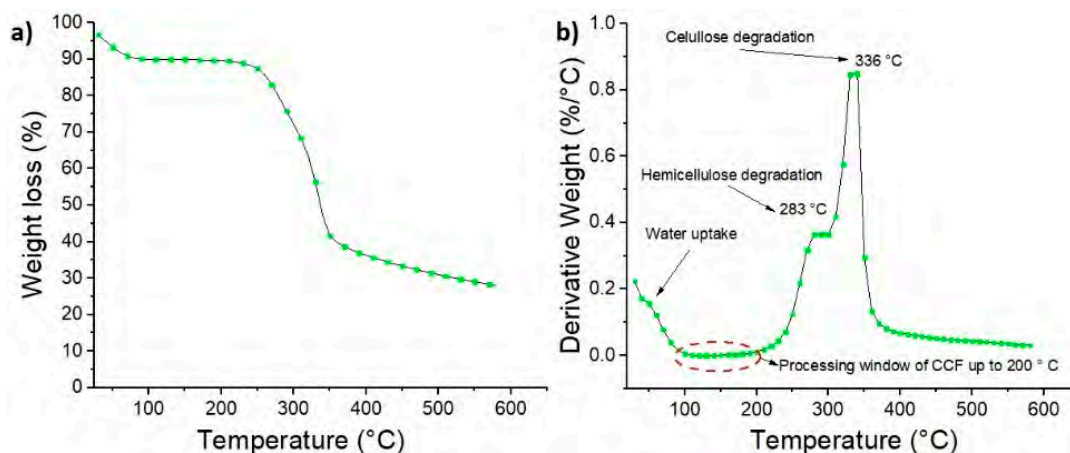 a)
100
90
80
70
60
50
40
30
20
10
0
Weight loss (%)
100 200 300 400 500 600
Temperature (°C)
b)
1.0
0.8
0.6
0.4
0.2
0.0
Derivative Weight (%/°C)
Celullose degradation
336 °C
Hemicellulose degradation
283 °C
Water uptake
Processing window of CCF up to 200 ° C
100 200 300 400 500 600
Temperature (°C)